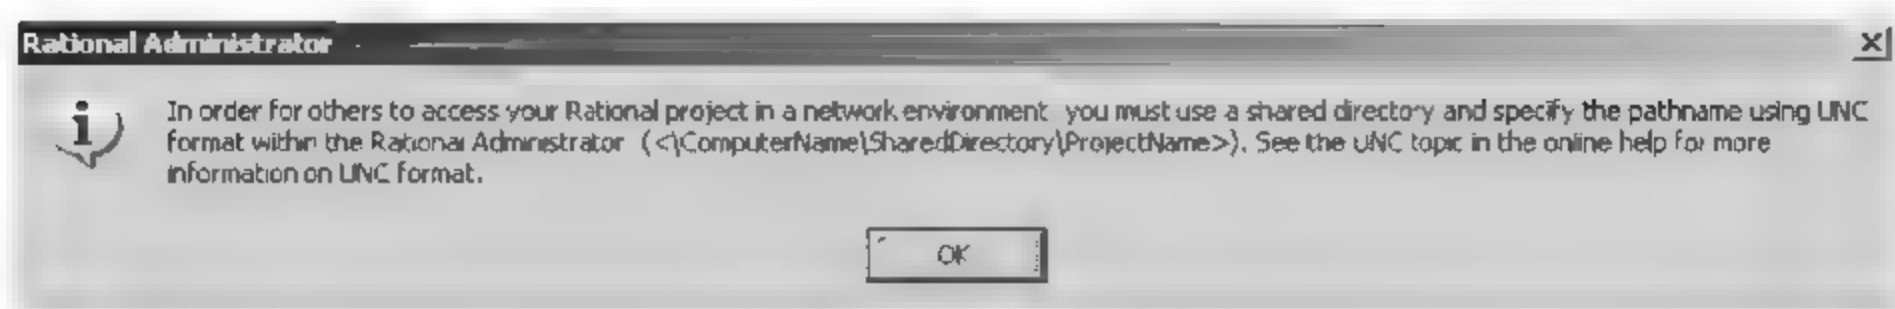 Rational Administrator
In order for others to access your Rational project in a network environment you must use a shared directory and specify the pathname using UNC
format within the Rational Administrator (<\ComputerName\SharedDirectory\ProjectName>). See the UNC topic in the online help for more
information on UNC format.
OK